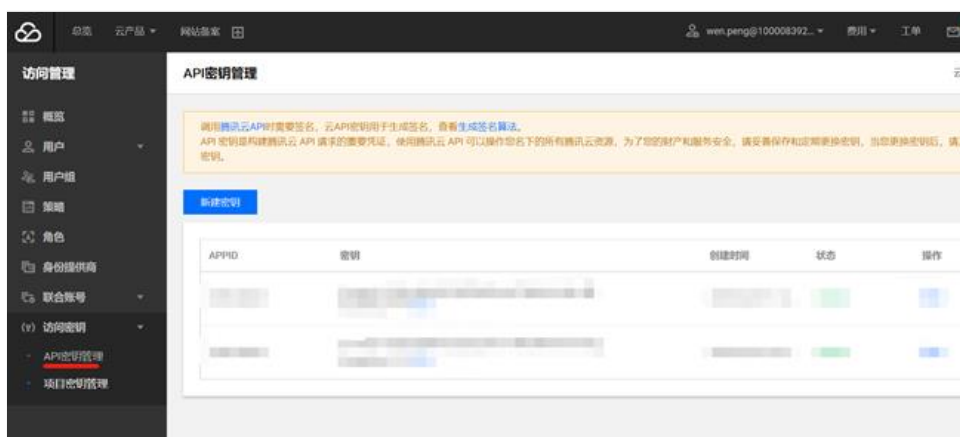 总览 云产品 网站备案 wen.peng@100008392... 费用 工单
访问管理
API密钥管理
概览
用户
用户组
策略
角色
身份提供商
联合账号
访问密钥
API密钥管理
项目密钥管理
调用腾讯云API时需要签名，云API密钥用于生成签名，查看生成签名算法。
API 密钥是构建腾讯云 API 请求的重要凭证，使用腾讯云 API 可以操作您名下的所有腾讯云资源，为了您的财产和服务安全，请妥善保存和定期更换密钥，当您更换密钥后，请
密钥。
新建密钥
APPID 密钥 创建时间 状态 操作